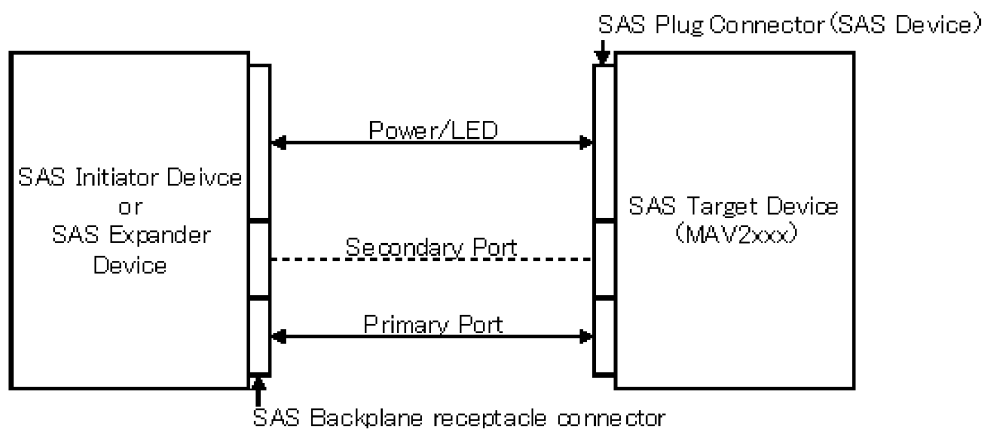 SAS Plug Connector (SAS Device)
Power/LED
SAS Initiator Deivce
or
SAS Expander
Device
SAS Target Device
(MAV2xxx)
Secondary Port
Primary Port
SAS Backplane receptacle connector